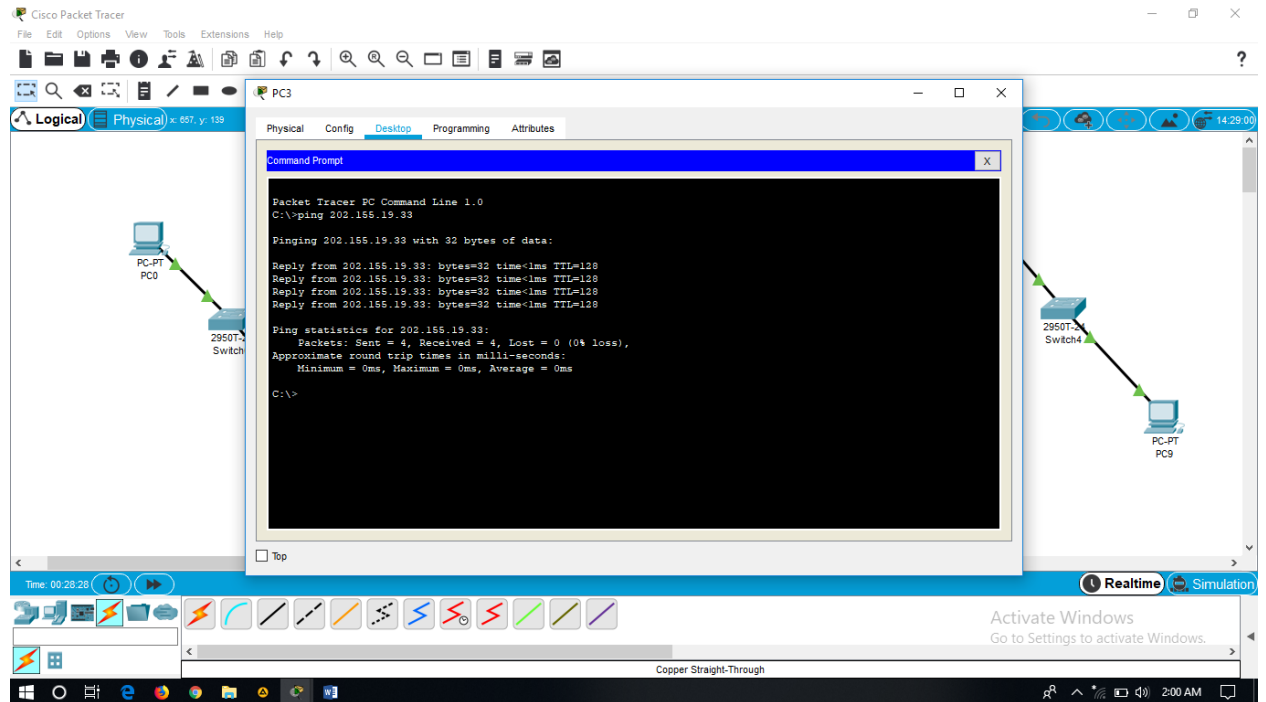 Cisco Packet Tracer
File Edit Options View Tools Extensions Help
?
PC3
Logical Physical x: 657, y: 139
14:29:00
Physical Config Desktop Programming Attributes
Command Prompt
X
Packet Tracer PC Command Line 1.0
C:\>ping 202.155.19.33
Pinging 202.155.19.33 with 32 bytes of data:
Reply from 202.155.19.33: bytes=32 time<1ms TTL=128
Reply from 202.155.19.33: bytes=32 time<1ms TTL=128
Reply from 202.155.19.33: bytes=32 time<1ms TTL=128
Reply from 202.155.19.33: bytes=32 time<1ms TTL=128
Ping statistics for 202.155.19.33:
Packets: Sent = 4, Received = 4, Lost = 0 (0% loss),
Approximate round trip times in milli-seconds:
Minimum = 0ms, Maximum = 0ms, Average = 0ms
C:\>
PC-PT
PC0
2950T-2
Switch
2950T-24
Switch4
PC-PT
PC9
Top
Time: 00:28:28
Realtime Simulation
Activate Windows
Go to Settings to activate Windows.
Copper Straight-Through
2:00 AM